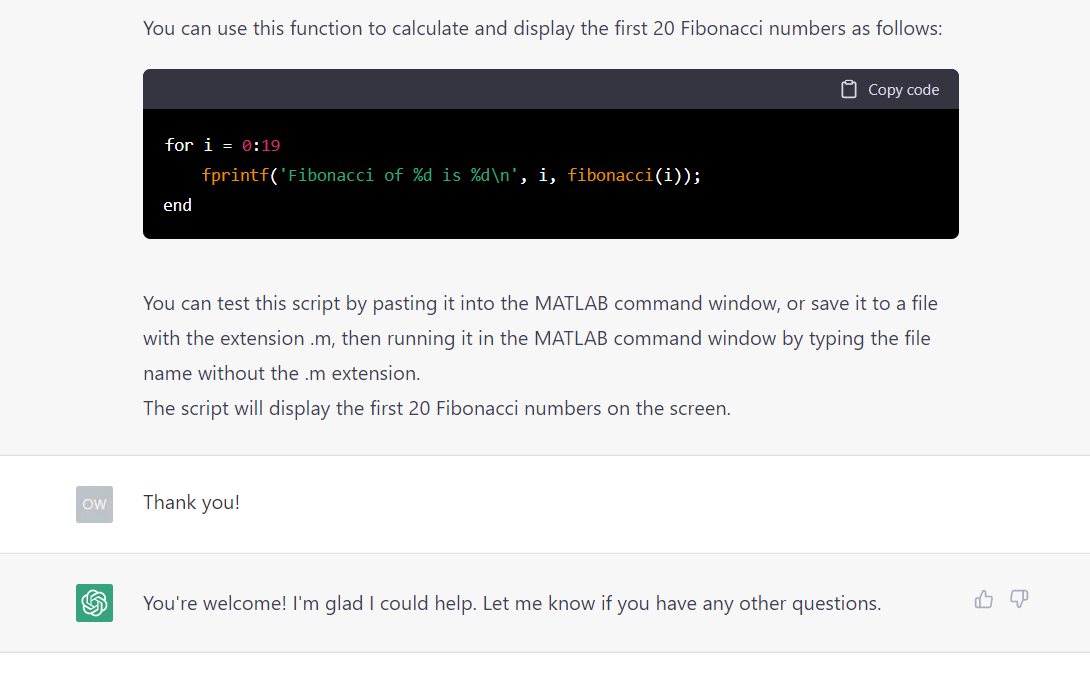 You can use this function to calculate and display the first 20 Fibonacci numbers as follows:
Copy code
for i = 0:19
    fprintf('Fibonacci of %d is %d\n', i, fibonacci(i));
end
You can test this script by pasting it into the MATLAB command window, or save it to a file
with the extension .m, then running it in the MATLAB command window by typing the file
name without the .m extension.
The script will display the first 20 Fibonacci numbers on the screen.
OW
Thank you!
You're welcome! I'm glad I could help. Let me know if you have any other questions.